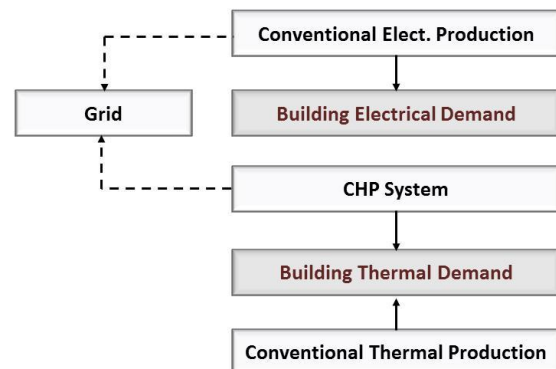 Conventional Elect. Production
Grid
Building Electrical Demand
CHP System
Building Thermal Demand
Conventional Thermal Production